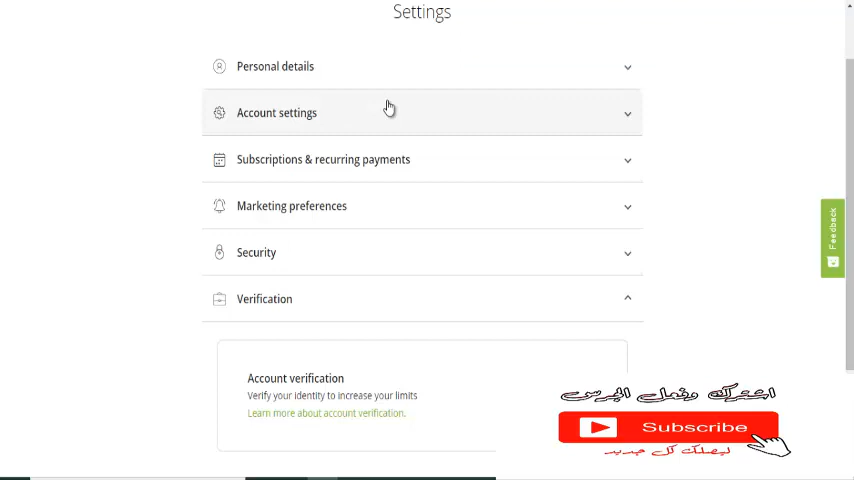 Settings
Personal details
Account settings
Subscriptions & recurring payments
Marketing preferences
Security
Verification
Account verification
Verify your identity to increase your limits
Learn more about account verification.
Feedback
اشترك وفعل الجرس
Subscribe
ليصلك كل جديد